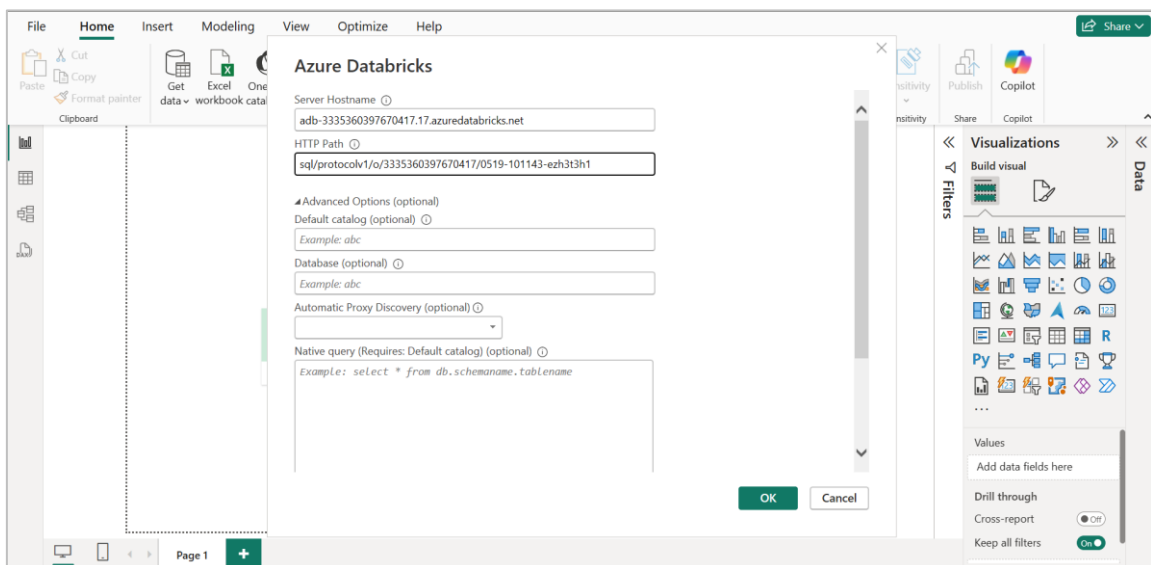 File Home Insert Modeling View Optimize Help Share
Cut
Copy
Format painter
Paste
Clipboard
Get data
Excel workbook
Publish
Copilot
Share
Copilot
Azure Databricks
Server Hostname
adb-3335360397670417.17.azuredatabricks.net
HTTP Path
sql/protocolv1/o/3335360397670417/0519-101143-ezh3t3h1
Advanced Options (optional)
Default catalog (optional)
Example: abc
Database (optional)
Example: abc
Automatic Proxy Discovery (optional)
Native query (Requires: Default catalog) (optional)
Example: select * from db.schemaname.tablename
OK Cancel
Filters
Visualizations
Build visual
123
R
Py
...
Values
Add data fields here
Drill through
Cross-report Off
Keep all filters On
Data
Page 1 +